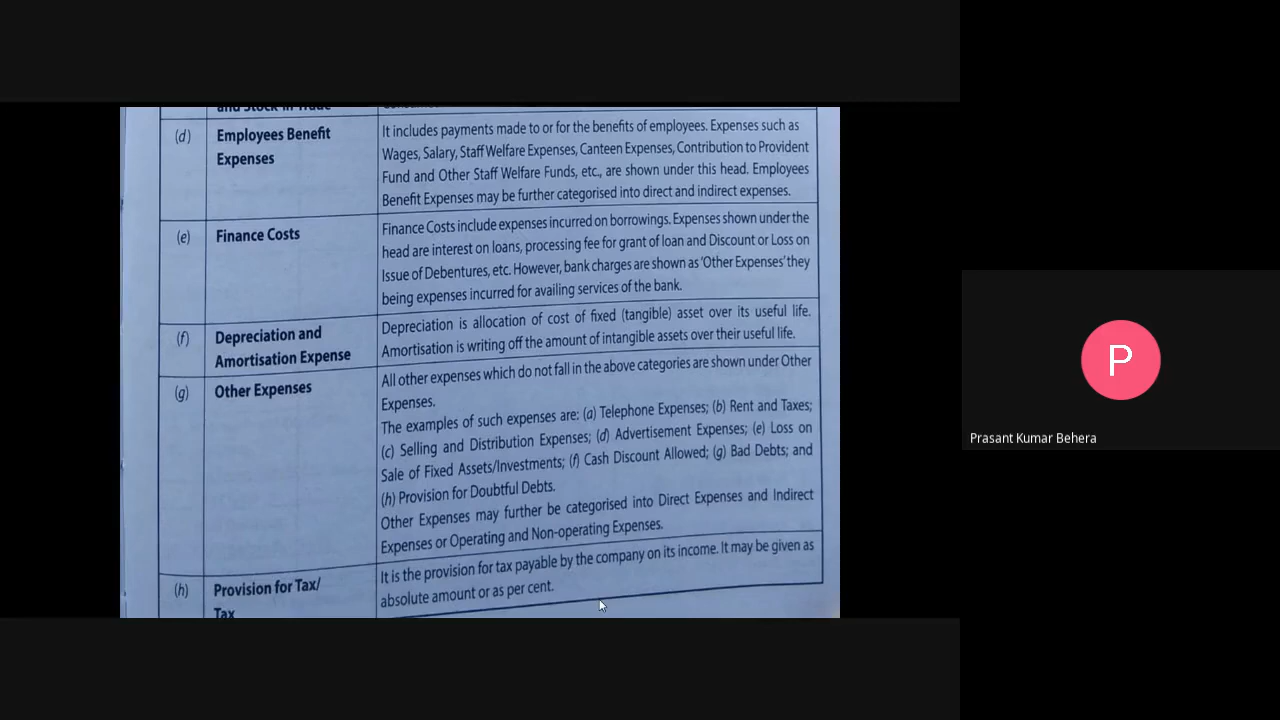 and Stock-in-Trade
(d) Employees Benefit
Expenses
It includes payments made to or for the benefits of employees. Expenses such as
Wages, Salary, Staff Welfare Expenses, Canteen Expenses, Contribution to Provident
Fund and Other Staff Welfare Funds, etc., are shown under this head. Employees
Benefit Expenses may be further categorised into direct and indirect expenses.
(e) Finance Costs
Finance Costs include expenses incurred on borrowings. Expenses shown under the
head are interest on loans, processing fee for grant of loan and Discount or Loss on
Issue of Debentures, etc. However, bank charges are shown as 'Other Expenses' they
being expenses incurred for availing services of the bank.
(f) Depreciation and
Amortisation Expense
Depreciation is allocation of cost of fixed (tangible) asset over its useful life.
Amortisation is writing off the amount of intangible assets over their useful life.
(g) Other Expenses
All other expenses which do not fall in the above categories are shown under Other
Expenses.
The examples of such expenses are: (a) Telephone Expenses; (b) Rent and Taxes;
(c) Selling and Distribution Expenses; (d) Advertisement Expenses; (e) Loss on
Sale of Fixed Assets/Investments; (f) Cash Discount Allowed; (g) Bad Debts; and
(h) Provision for Doubtful Debts.
Other Expenses may further be categorised into Direct Expenses and Indirect
Expenses or Operating and Non-operating Expenses.
(h) Provision for Tax/
Tax
It is the provision for tax payable by the company on its income. It may be given as
absolute amount or as per cent.
P
Prasant Kumar Behera